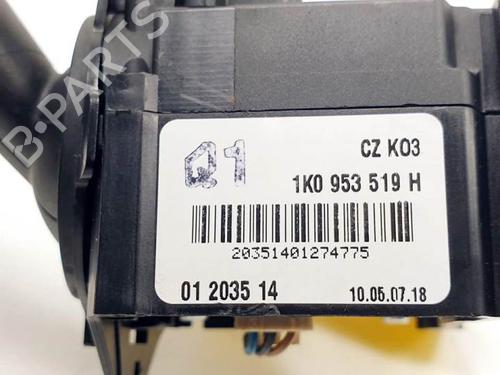 B-PARTS
Q1
CZ K03
1K0 953 519 H
20351401274775
01 2035 14
10.05.07.18